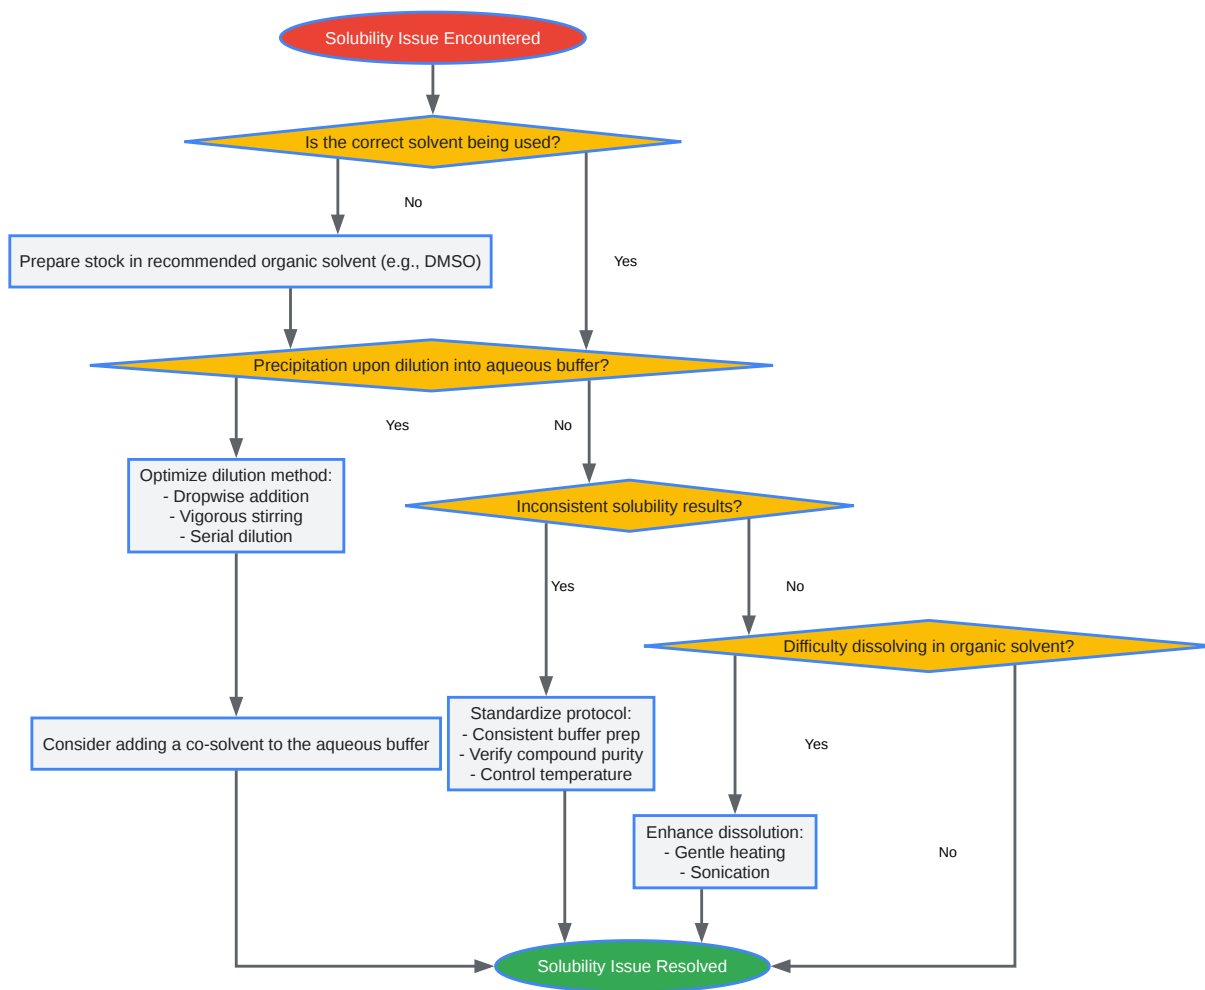 Solubility Issue Encountered
Is the correct solvent being used?
No
Prepare stock in recommended organic solvent (e.g., DMSO)
Yes
Precipitation upon dilution into aqueous buffer?
Yes
No
Optimize dilution method:
- Dropwise addition
- Vigorous stirring
- Serial dilution
Inconsistent solubility results?
Yes
No
Difficulty dissolving in organic solvent?
Consider adding a co-solvent to the aqueous buffer
Standardize protocol:
- Consistent buffer prep
- Verify compound purity
- Control temperature
Yes
Enhance dissolution:
- Gentle heating
- Sonication
No
Solubility Issue Resolved